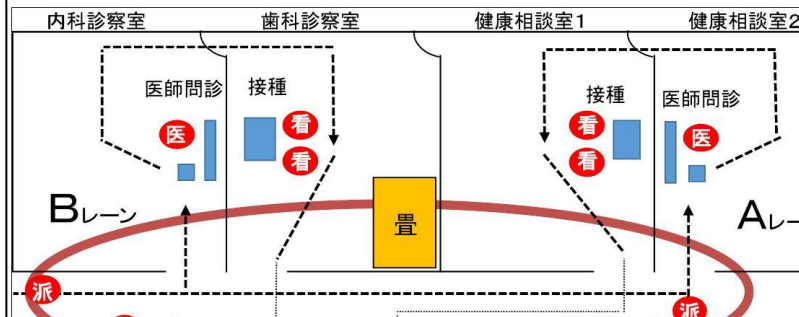 内科診察室 歯科診察室 健康相談室1 健康相談室2
医師問診 接種 接種 医師問診
医 看 看 医
看 看
畳
Bレーン Aレー
派 派